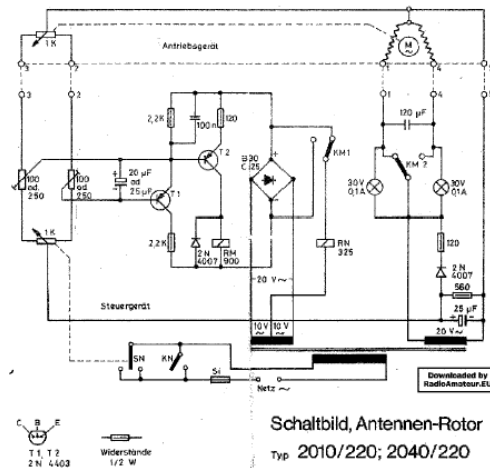 1K
M
Antriebsgerät
3
2
1
4
3
2
1
4
2,2K
100n
120
120 µF
T2
B30
C 425
KM1
KM 2
100
od.
250
100
od.
250
20 µF
od.
25 µF
T1
30V
0,1A
30V
0,1A
2,2K
2 N
4007
RM
900
RN
325
120
2 N
4007
1K
20 V~
560
Steuergerät
25 µF
10 V
10 V
20 V~
SN
KN
Si
Netz ~
Downloaded by
RadioAmateur.EU
C B E
T1, T2
2N 4403
Widerstände
1/2 W
Schaltbild, Antennen-Rotor
Typ 2010/220; 2040/220